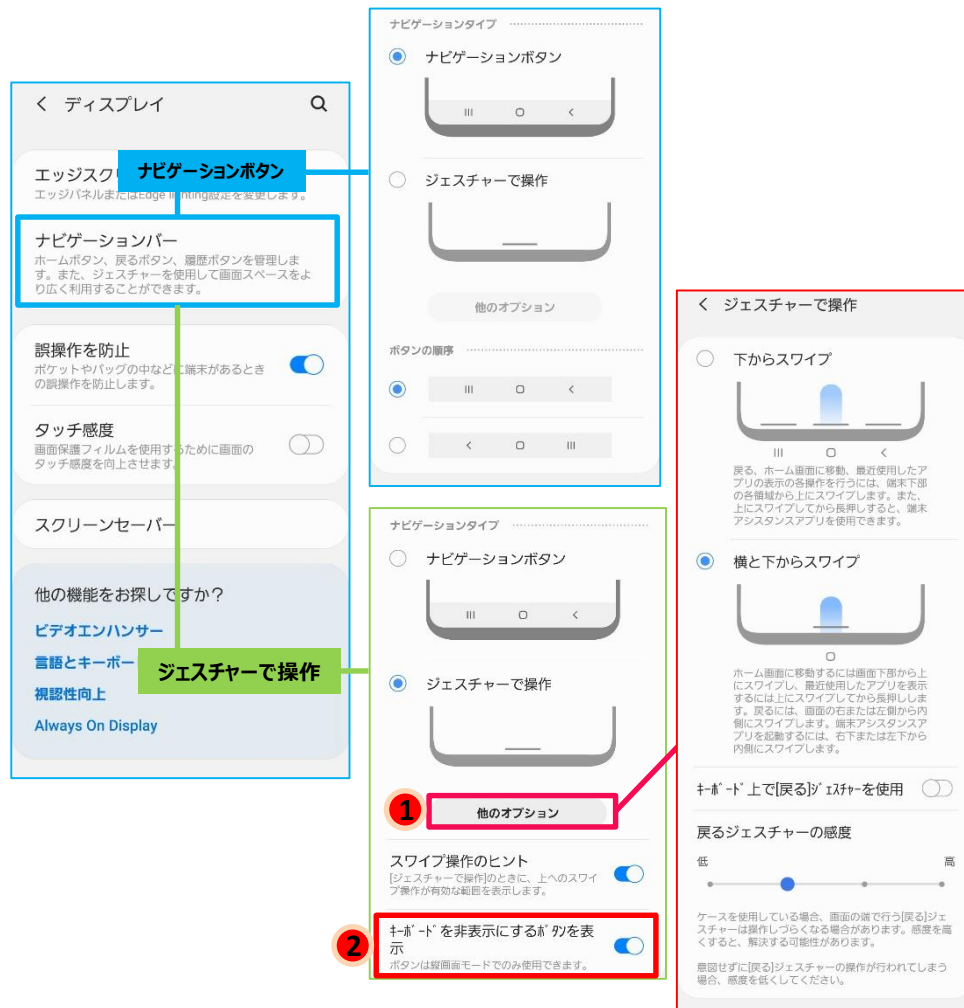 ディスプレイ
エッジスク
エッジパネルまたはEdge lighting設定を変更します。
ナビゲーションボタン
ナビゲーションバー
ホームボタン、戻るボタン、履歴ボタンを管理しま
す。また、ジェスチャーを使用して画面スペースをよ
り広く利用することができます。
誤操作を防止
ポケットやバッグの中などに端末があるとき
の誤操作を防止します。
タッチ感度
画面保護フィルムを使用するために画面の
タッチ感度を向上させます。
スクリーンセーバー
他の機能をお探しですか？
ビデオエンハンサー
言語とキーボー
ジェスチャーで操作
視認性向上
Always On Display
ナビゲーションタイプ
ナビゲーションボタン
ジェスチャーで操作
他のオプション
ボタンの順序
ナビゲーションタイプ
ナビゲーションボタン
ジェスチャーで操作
1
他のオプション
スワイプ操作のヒント
[ジェスチャーで操作]のときに、上へのスワイ
プ操作が有効な範囲を表示します。
2
ｷｰﾎﾞｰﾄﾞを非表示にするﾎﾞﾀﾝを表
示
ボタンは縦画面モードでのみ使用できます。
ジェスチャーで操作
下からスワイプ
戻る、ホーム画面に移動、最近使用したア
プリの表示の各操作を行うには、端末下部
の各領域から上にスワイプします。また、
上にスワイプしてから長押しすると、端末
アシスタンスアプリを使用できます。
横と下からスワイプ
ホーム画面に移動するには画面下部から上
にスワイプし、最近使用したアプリを表示
するには上にスワイプしてから長押ししま
す。戻るには、画面の右または左側から内
側にスワイプします。端末アシスタンスア
プリを起動するには、右下または左下から
内側にスワイプします。
ｷｰﾎﾞｰﾄﾞ上で[戻る]ｼﾞｪｽﾁｬｰを使用
戻るジェスチャーの感度
低
高
ケースを使用している場合、画面の端で行う[戻る]ジェ
スチャーは操作しづらくなる場合があります。感度を高
くすると、解決する可能性があります。
意図せずに[戻る]ジェスチャーの操作が行われてしまう
場合、感度を低くしてください。